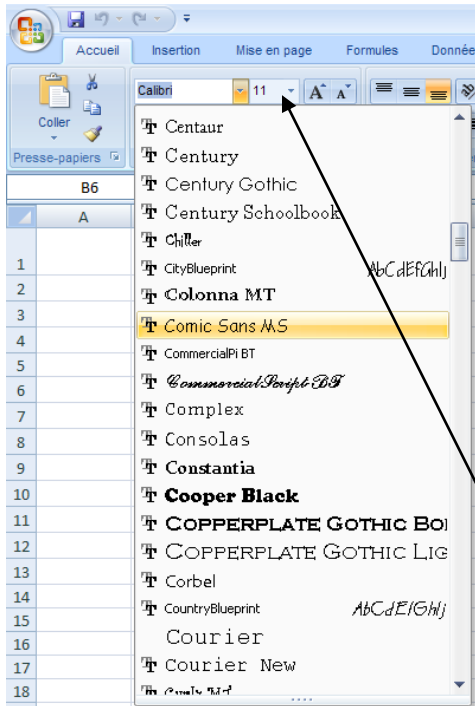 Accueil Insertion Mise en page Formules Donnée
Calibri 11 A A
Coller
Presse-papiers
B6
A
Centaur
Century
Century Gothic
Century Schoolbook
Chiller
1 CityBlueprint AbCdEfGhIj
2 Colonna MT
3 Comic Sans MS
4 CommercialPi BT
5
6 Commercial Script BT
7 Complex
8 Consolas
9 Constantia
10 Cooper Black
11 Copperplate Gothic Bo
12 Copperplate Gothic Lig
13 Corbel
14 CountryBlueprint AbCdEfGhIj
15
16 Courier
17 Courier New
18 Curlz MT